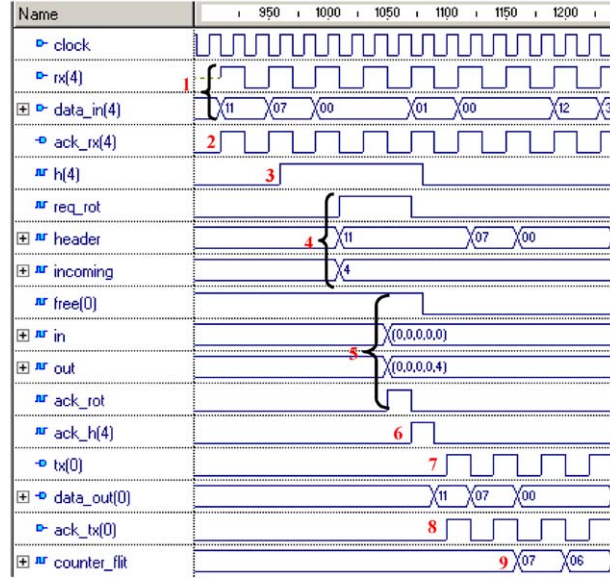 Name 950 1000 1050 1100 1150 1200
clock
rx(4) 1
data_in(4) 11 07 00 01 00 12 3
ack_rx(4) 2
h(4) 3
req_rot
header 4 11 07 00
incoming 4
free(0)
in (0,0,0,0,0)
5
out (0,0,0,0,4)
ack_rot
ack_h(4) 6
tx(0) 7
data_out(0) 11 07 00
ack_tx(0) 8
counter_flit 9 07 06